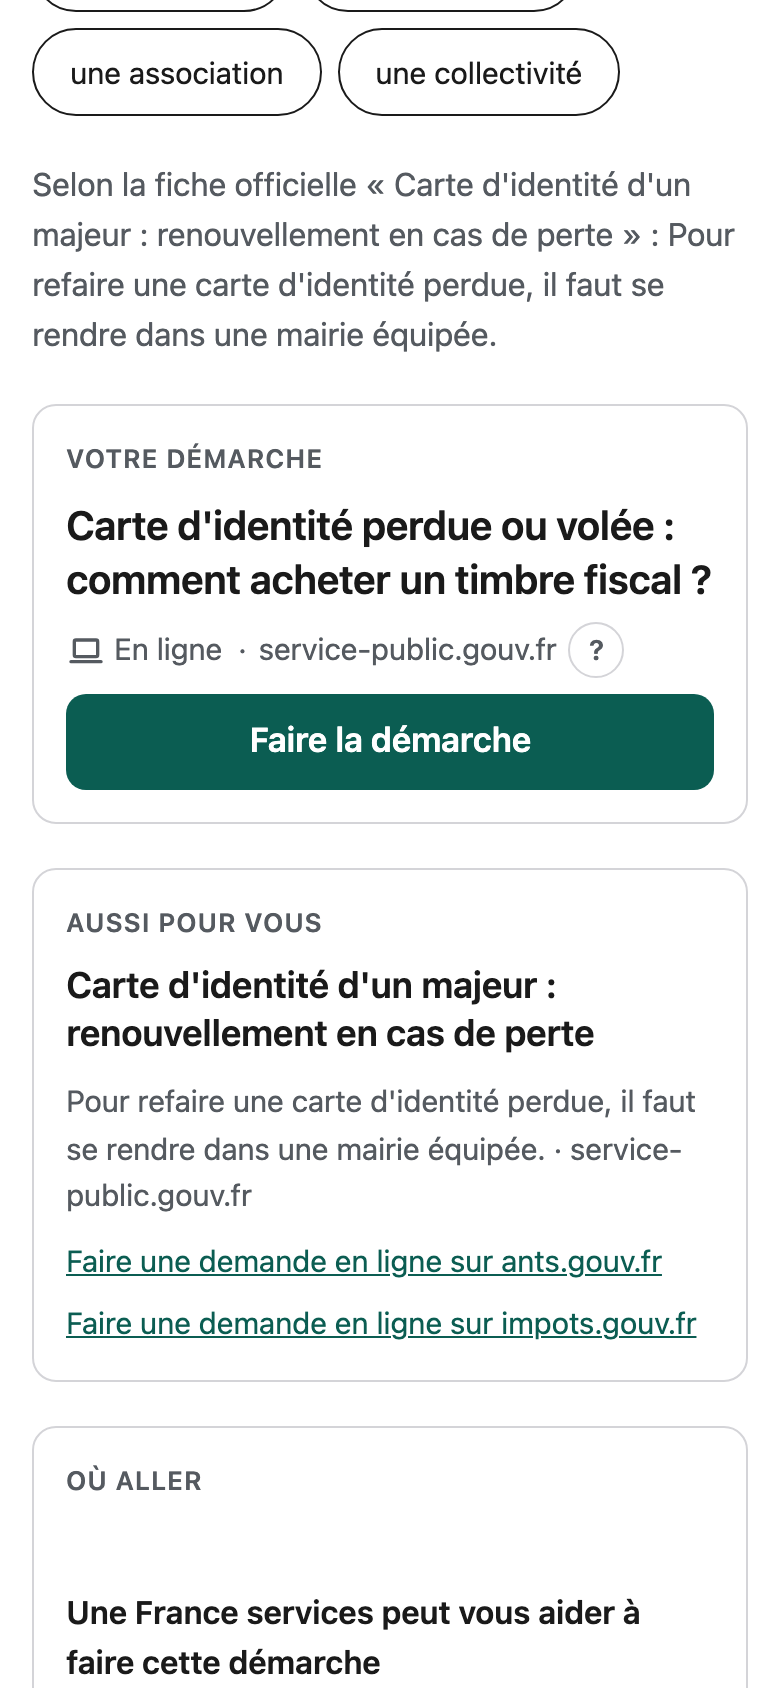 une association
une collectivité
Selon la fiche officielle « Carte d'identité d'un
majeur : renouvellement en cas de perte » : Pour
refaire une carte d'identité perdue, il faut se
rendre dans une mairie équipée.
VOTRE DÉMARCHE
Carte d'identité perdue ou volée :
comment acheter un timbre fiscal ?
En ligne · service-public.gouv.fr ?
Faire la démarche
AUSSI POUR VOUS
Carte d'identité d'un majeur :
renouvellement en cas de perte
Pour refaire une carte d'identité perdue, il faut
se rendre dans une mairie équipée. · service-
public.gouv.fr
Faire une demande en ligne sur ants.gouv.fr
Faire une demande en ligne sur impots.gouv.fr
OÙ ALLER
Une France services peut vous aider à
faire cette démarche